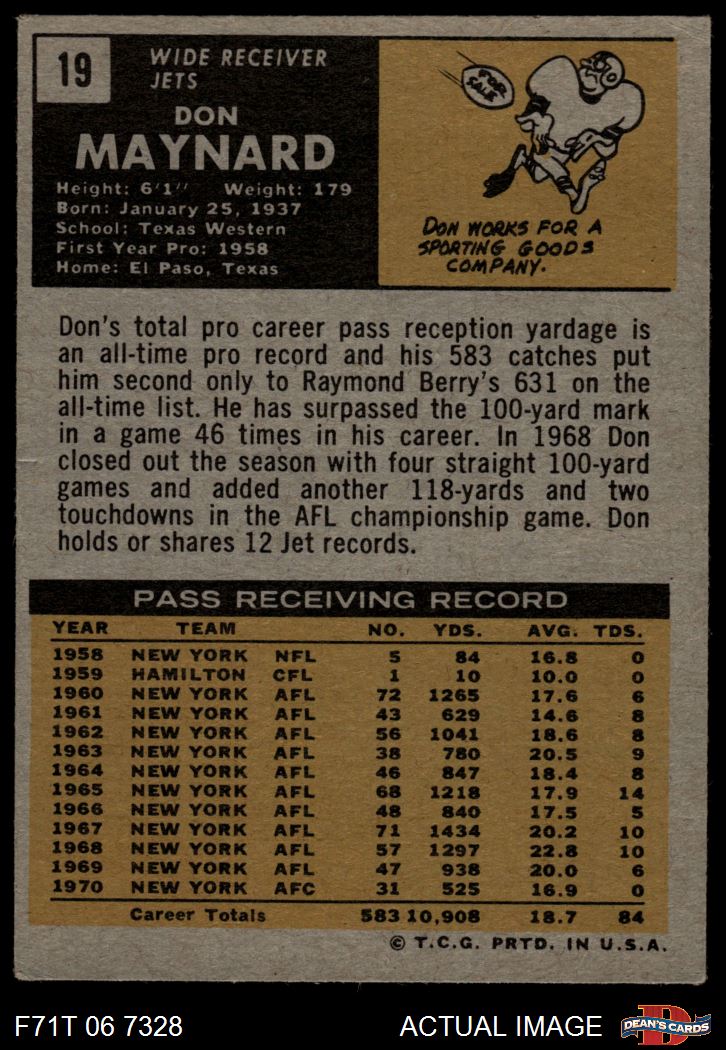 19
WIDE RECEIVER
JETS
DON
MAYNARD
Height: 6'1" Weight: 179
Born: January 25, 1937
School: Texas Western
First Year Pro: 1958
Home: El Paso, Texas
FOR SALE
DON WORKS FOR A
SPORTING GOODS
COMPANY.
Don's total pro career pass reception yardage is
an all-time pro record and his 583 catches put
him second only to Raymond Berry's 631 on the
all-time list. He has surpassed the 100-yard mark
in a game 46 times in his career. In 1968 Don
closed out the season with four straight 100-yard
games and added another 118-yards and two
touchdowns in the AFL championship game. Don
holds or shares 12 Jet records.
PASS RECEIVING RECORD
YEAR TEAM NO. YDS. AVG. TDS.
1958 NEW YORK NFL 5 84 16.8 0
1959 HAMILTON CFL 1 10 10.0 0
1960 NEW YORK AFL 72 1265 17.6 6
1961 NEW YORK AFL 43 629 14.6 8
1962 NEW YORK AFL 56 1041 18.6 8
1963 NEW YORK AFL 38 780 20.5 9
1964 NEW YORK AFL 46 847 18.4 8
1965 NEW YORK AFL 68 1218 17.9 14
1966 NEW YORK AFL 48 840 17.5 5
1967 NEW YORK AFL 71 1434 20.2 10
1968 NEW YORK AFL 57 1297 22.8 10
1969 NEW YORK AFL 47 938 20.0 6
1970 NEW YORK AFC 31 525 16.9 0
Career Totals 583 10,908 18.7 84
© T.C.G. PRTD. IN U.S.A.
F71T 06 7328 ACTUAL IMAGE D DEAN'S CARDS